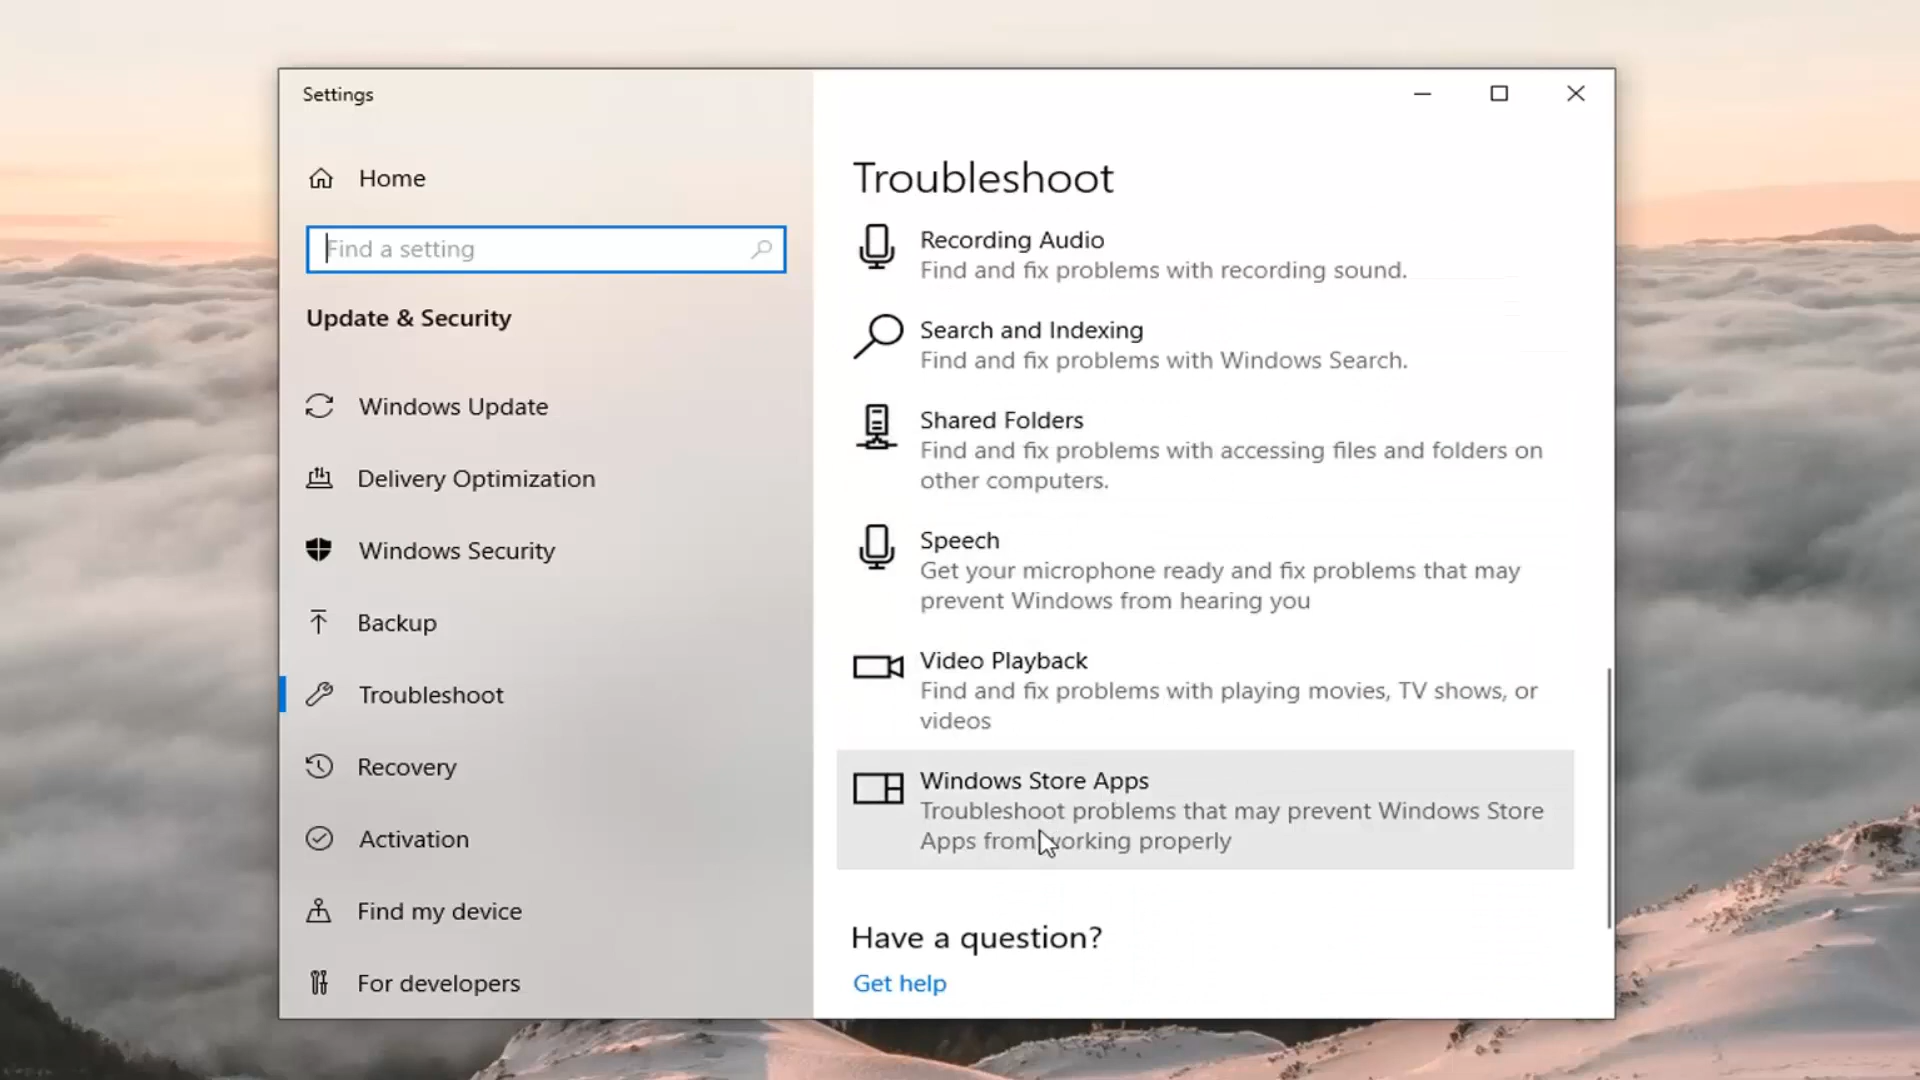 Settings
Home
Find a setting
Update & Security
Windows Update
Delivery Optimization
Windows Security
Backup
Troubleshoot
Recovery
Activation
Find my device
For developers
Troubleshoot
Recording Audio
Find and fix problems with recording sound.
Search and Indexing
Find and fix problems with Windows Search.
Shared Folders
Find and fix problems with accessing files and folders on
other computers.
Speech
Get your microphone ready and fix problems that may
prevent Windows from hearing you
Video Playback
Find and fix problems with playing movies, TV shows, or
videos
Windows Store Apps
Troubleshoot problems that may prevent Windows Store
Apps from working properly
Have a question?
Get help